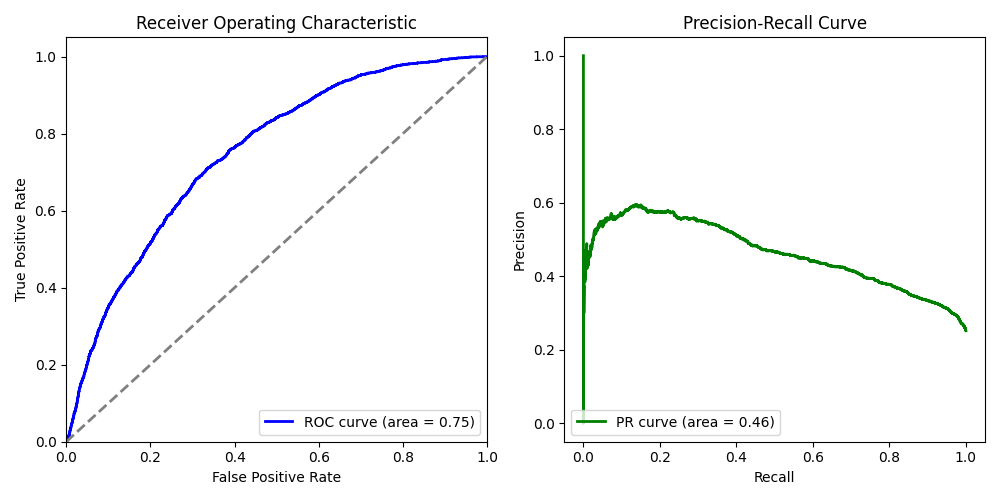 Receiver Operating Characteristic
True Positive Rate
1.0
0.8
0.6
0.4
0.2
0.0
0.0 0.2 0.4 0.6 0.8 1.0
False Positive Rate
ROC curve (area = 0.75)
Precision-Recall Curve
Precision
1.0
0.8
0.6
0.4
0.2
0.0
0.0 0.2 0.4 0.6 0.8 1.0
Recall
PR curve (area = 0.46)